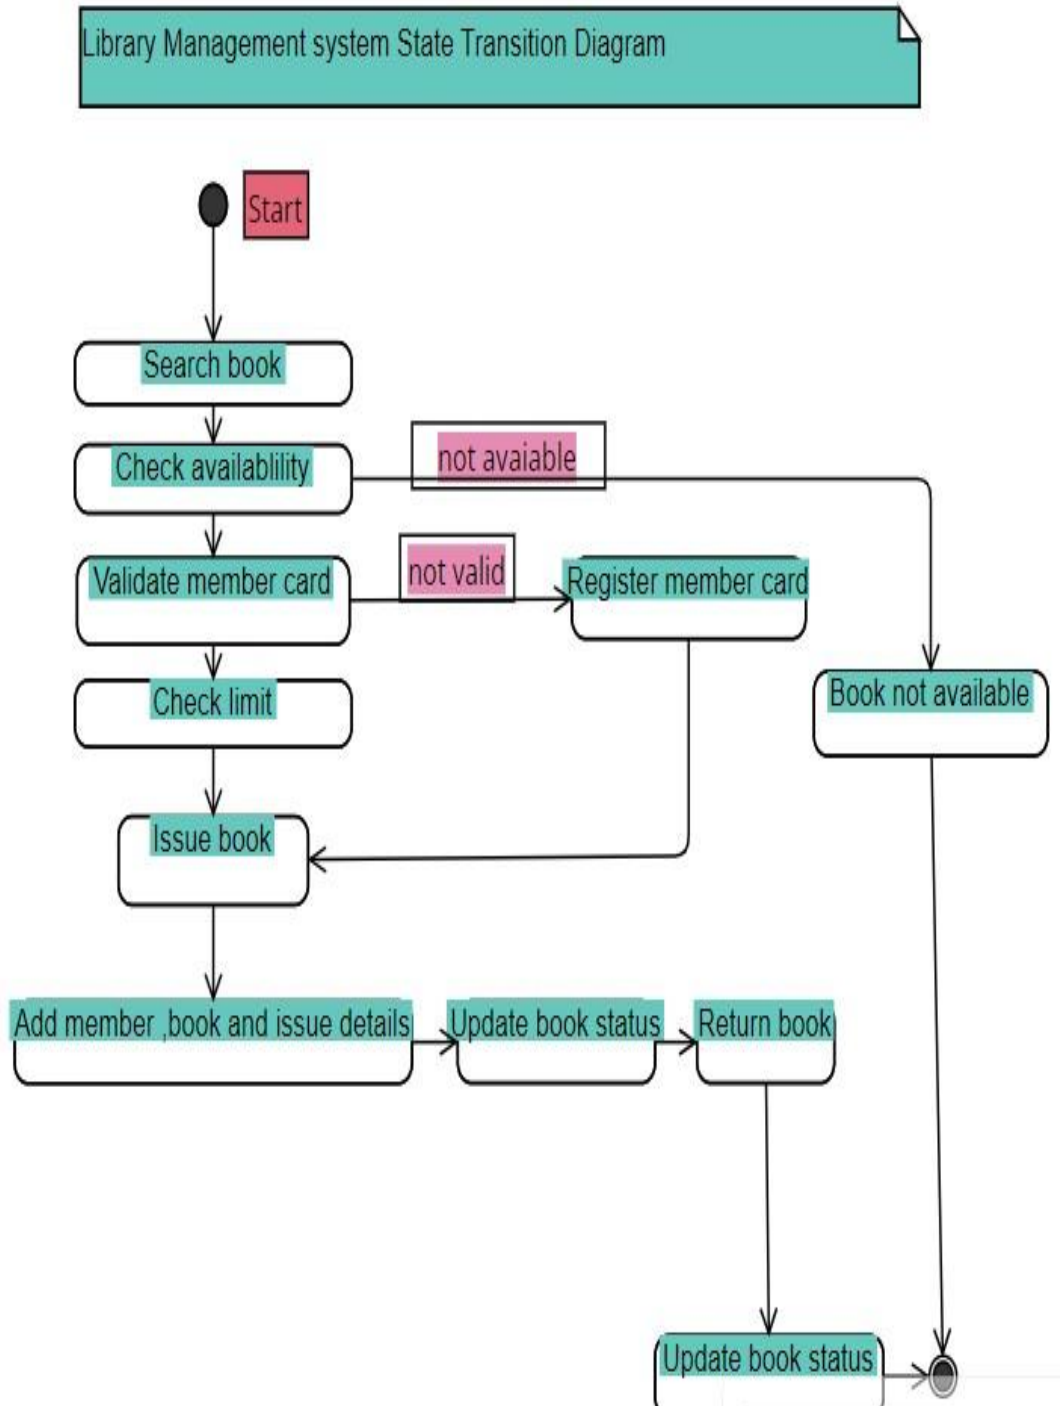 Library Management system State Transition Diagram
Start
Search book
Check availablility
not avaiable
Validate member card
not valid
Register member card
Check limit
Book not available
Issue book
Add member ,book and issue details
Update book status
Return book
Update book status